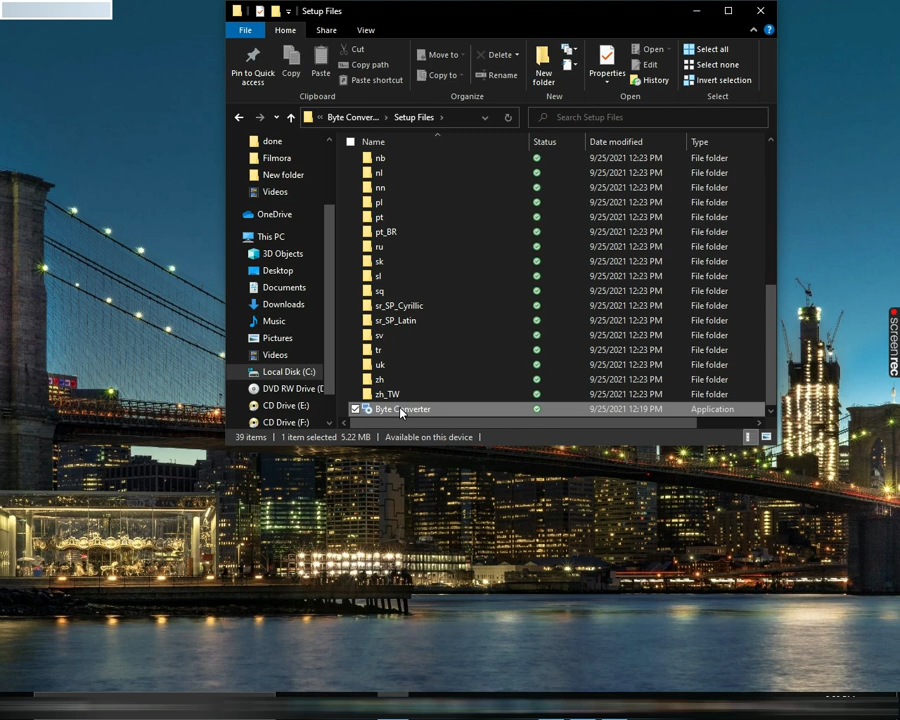 Setup Files
File
Home
Share
View
Pin to Quick access
Copy
Paste
Cut
Copy path
Paste shortcut
Clipboard
Move to
Copy to
Delete
Rename
Organize
New folder
New
Properties
Open
Edit
History
Open
Select all
Select none
Invert selection
Select
Byte Conver...
Setup Files
Search Setup Files
done
Filmora
New folder
Videos
OneDrive
This PC
3D Objects
Desktop
Documents
Downloads
Music
Pictures
Videos
Local Disk (C:)
DVD RW Drive (D
CD Drive (E:)
CD Drive (F:)
Name Status Date modified Type
nb 9/25/2021 12:23 PM File folder
nl 9/25/2021 12:23 PM File folder
nn 9/25/2021 12:23 PM File folder
pl 9/25/2021 12:23 PM File folder
pt 9/25/2021 12:23 PM File folder
pt_BR 9/25/2021 12:23 PM File folder
ru 9/25/2021 12:23 PM File folder
sk 9/25/2021 12:23 PM File folder
sl 9/25/2021 12:23 PM File folder
sq 9/25/2021 12:23 PM File folder
sr_SP_Cyrillic 9/25/2021 12:23 PM File folder
sr_SP_Latin 9/25/2021 12:23 PM File folder
sv 9/25/2021 12:23 PM File folder
tr 9/25/2021 12:23 PM File folder
uk 9/25/2021 12:23 PM File folder
zh 9/25/2021 12:23 PM File folder
zh_TW 9/25/2021 12:23 PM File folder
Byte Converter 9/25/2021 12:19 PM Application
39 items 1 item selected 5.22 MB Available on this device
screenrec